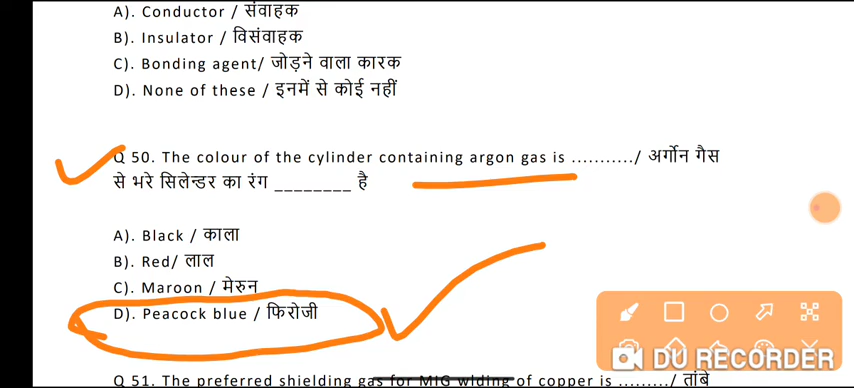 A). Conductor / संवाहक
B). Insulator / विसंवाहक
C). Bonding agent/ जोड़ने वाला कारक
D). None of these / इनमें से कोई नहीं
Q 50. The colour of the cylinder containing argon gas is .........../ अर्गोन गैस
से भरे सिलेन्डर का रंग ________ है
A). Black / काला
B). Red/ लाल
C). Maroon / मेरुन
D). Peacock blue / फिरोजी
DU RECORDER
Q 51. The preferred shielding gas for MIG wlding of copper is ........./ तांबे